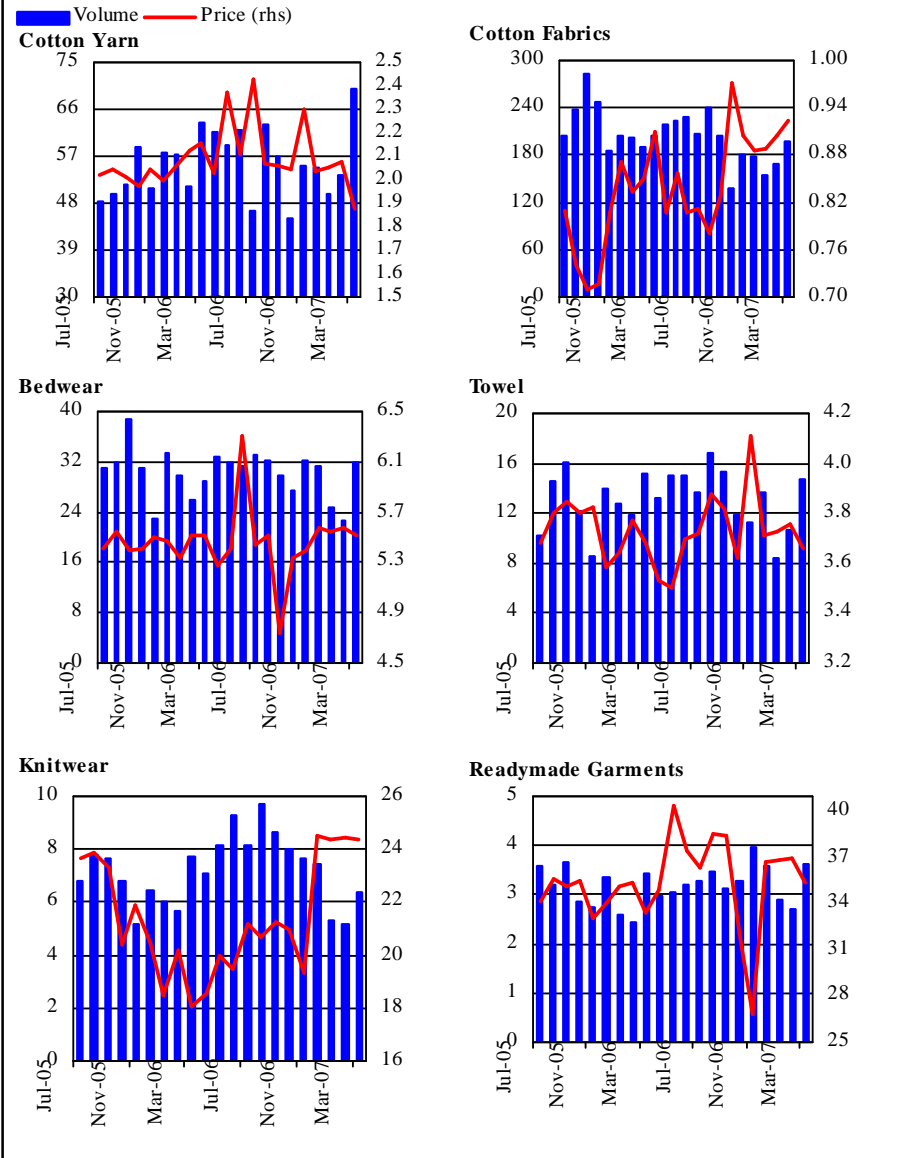 Volume Price (rhs)
Cotton Yarn
75
66
57
48
39
30
2.5
2.4
2.3
2.2
2.1
2.0
1.9
1.8
1.7
1.6
1.5
Jul-05
Nov-05
Mar-06
Jul-06
Nov-06
Mar-07
Cotton Fabrics
300
240
180
120
60
0
1.00
0.94
0.88
0.82
0.76
0.70
Jul-05
Nov-05
Mar-06
Jul-06
Nov-06
Mar-07
Bedwear
40
32
24
16
8
0
6.5
6.1
5.7
5.3
4.9
4.5
Jul-05
Nov-05
Mar-06
Jul-06
Nov-06
Mar-07
Towel
20
16
12
8
4
0
4.2
4.0
3.8
3.6
3.4
3.2
Jul-05
Nov-05
Mar-06
Jul-06
Nov-06
Mar-07
Knitwear
10
8
6
4
2
0
26
24
22
20
18
16
Jul-05
Nov-05
Mar-06
Jul-06
Nov-06
Mar-07
Readymade Garments
5
4
3
2
1
0
40
37
34
31
28
25
Jul-05
Nov-05
Mar-06
Jul-06
Nov-06
Mar-07